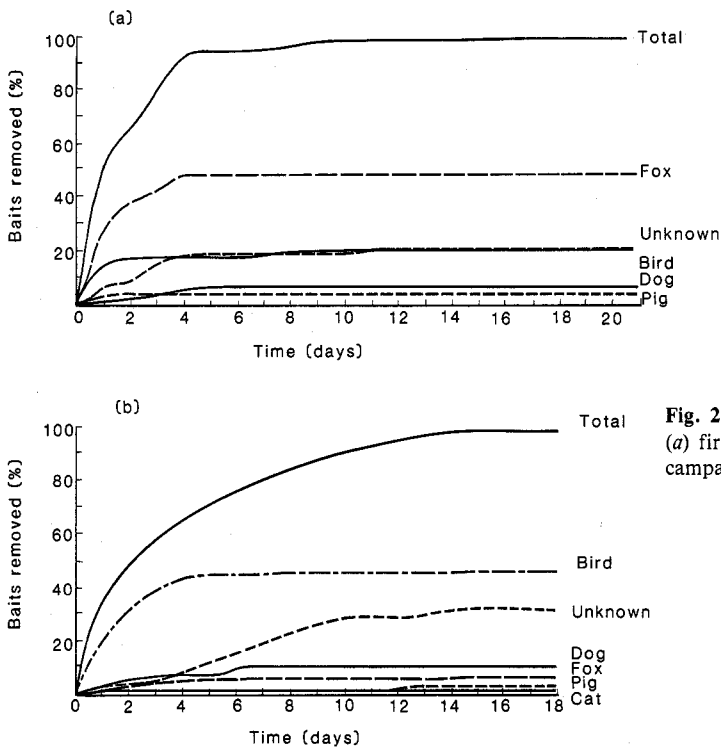 (a)
Baits removed (%)
100
80
60
40
20
Total
Fox
Unknown
Bird
Dog
Pig
0 2 4 6 8 10 12 14 16 18 20
Time (days)
(b)
Baits removed (%)
100
80
60
40
20
Total
Bird
Unknown
Dog
Fox
Pig
Cat
0 2 4 6 8 10 12 14 16 18
Time (days)
Fig. 2
(a) fir
campa